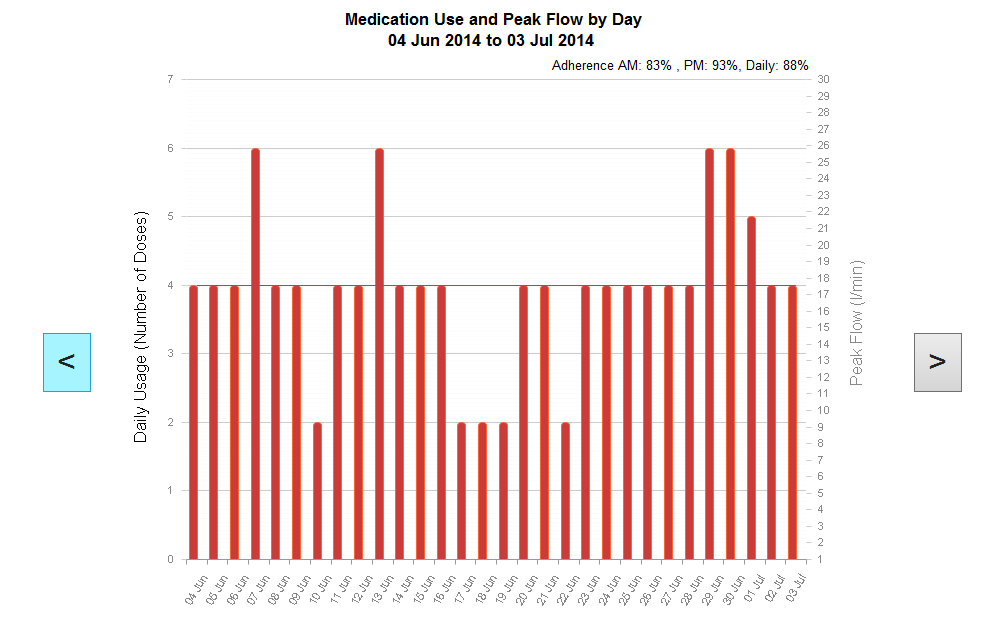 Medication Use and Peak Flow by Day
04 Jun 2014 to 03 Jul 2014
Adherence AM: 83% , PM: 93%, Daily: 88%
Daily Usage (Number of Doses)
7
6
5
4
3
2
1
0
<
>
Peak Flow (l/min)
30
29
28
27
26
25
24
23
22
21
20
19
18
17
16
15
14
13
12
11
10
9
8
7
6
5
4
3
2
1
04 Jun
05 Jun
06 Jun
07 Jun
08 Jun
09 Jun
10 Jun
11 Jun
12 Jun
13 Jun
14 Jun
15 Jun
16 Jun
17 Jun
18 Jun
19 Jun
20 Jun
21 Jun
22 Jun
23 Jun
24 Jun
25 Jun
26 Jun
27 Jun
28 Jun
29 Jun
30 Jun
01 Jul
02 Jul
03 Jul